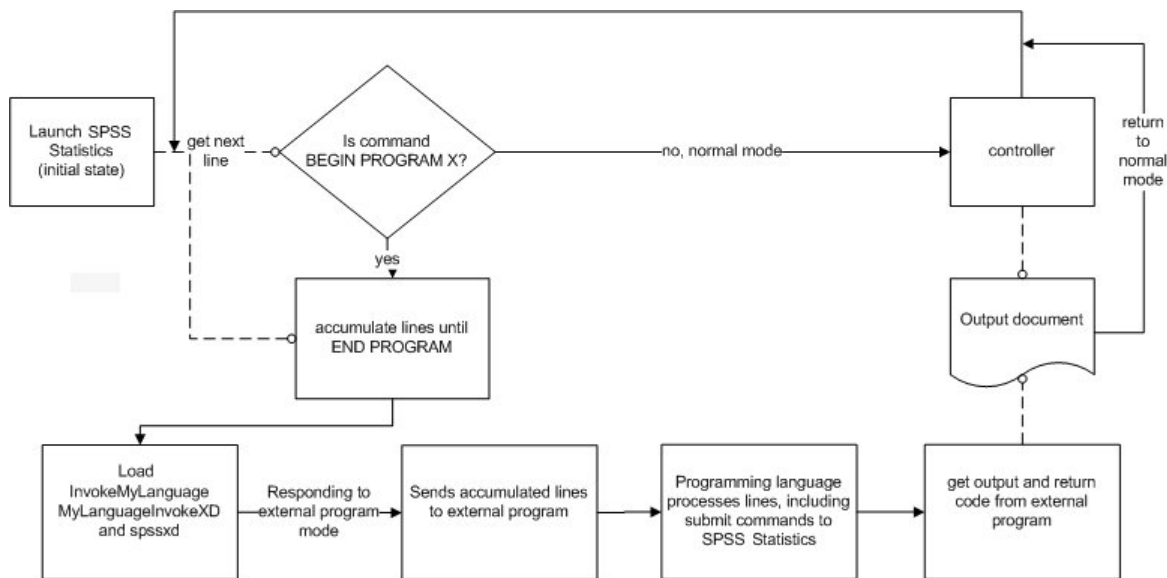 Launch SPSS
Statistics
(initial state)
get next
line
Is command
BEGIN PROGRAM X?
no, normal mode
controller
return
to
normal
mode
yes
accumulate lines until
END PROGRAM
Output document
Load
InvokeMyLanguage
MyLanguageInvokeXD
and spssxd
Responding to
external program
mode
Sends accumulated lines
to external program
Programming language
processes lines, including
submit commands to
SPSS Statistics
get output and return
code from external
program